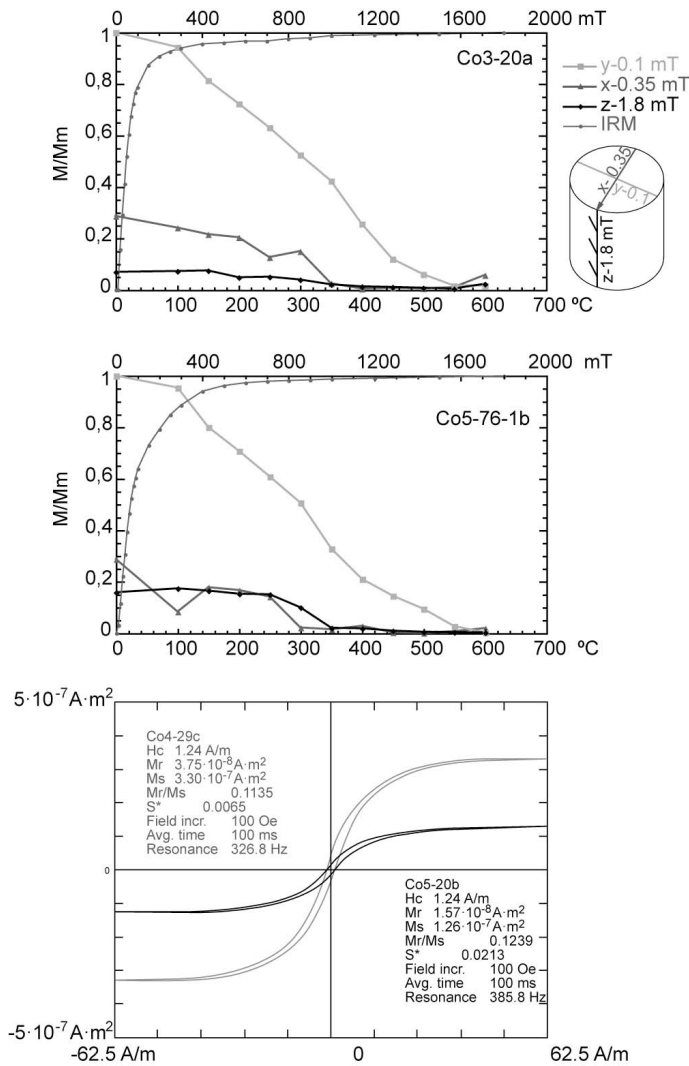 0 400 800 1200 1600 2000 mT
1
0,8
0,6
0,4
0,2
0
M/Mm
Co3-20a
0 100 200 300 400 500 600 700 ºC
y-0.1 mT
x-0.35 mT
z-1.8 mT
IRM
x-0.35
y-0.1
z-1.8 mT
0 400 800 1200 1600 2000 mT
1
0,8
0,6
0,4
0,2
0
M/Mm
Co5-76-1b
0 100 200 300 400 500 600 700 ºC
5·10⁻⁷A·m²
Co4-29c
Hc 1.24 A/m
Mr 3.75·10⁻⁸A·m²
Ms 3.30·10⁻⁷A·m²
Mr/Ms 0.1135
S* 0.0065
Field incr. 100 Oe
Avg. time 100 ms
Resonance 326.8 Hz
0
Co5-20b
Hc 1.24 A/m
Mr 1.57·10⁻⁸A·m²
Ms 1.26·10⁻⁷A·m²
Mr/Ms 0.1239
S* 0.0213
Field incr. 100 Oe
Avg. time 100 ms
Resonance 385.8 Hz
-5·10⁻⁷A·m²
-62.5 A/m 0 62.5 A/m